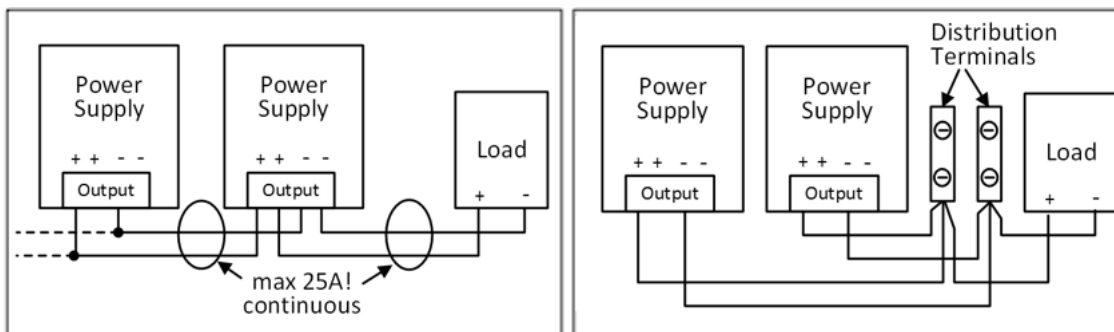 Power
Supply
+ + - -
Output
Power
Supply
+ + - -
Output
Load
+ -
max 25A!
continuous
Distribution
Terminals
Power
Supply
+ + - -
Output
Power
Supply
+ + - -
Output
Load
+ -